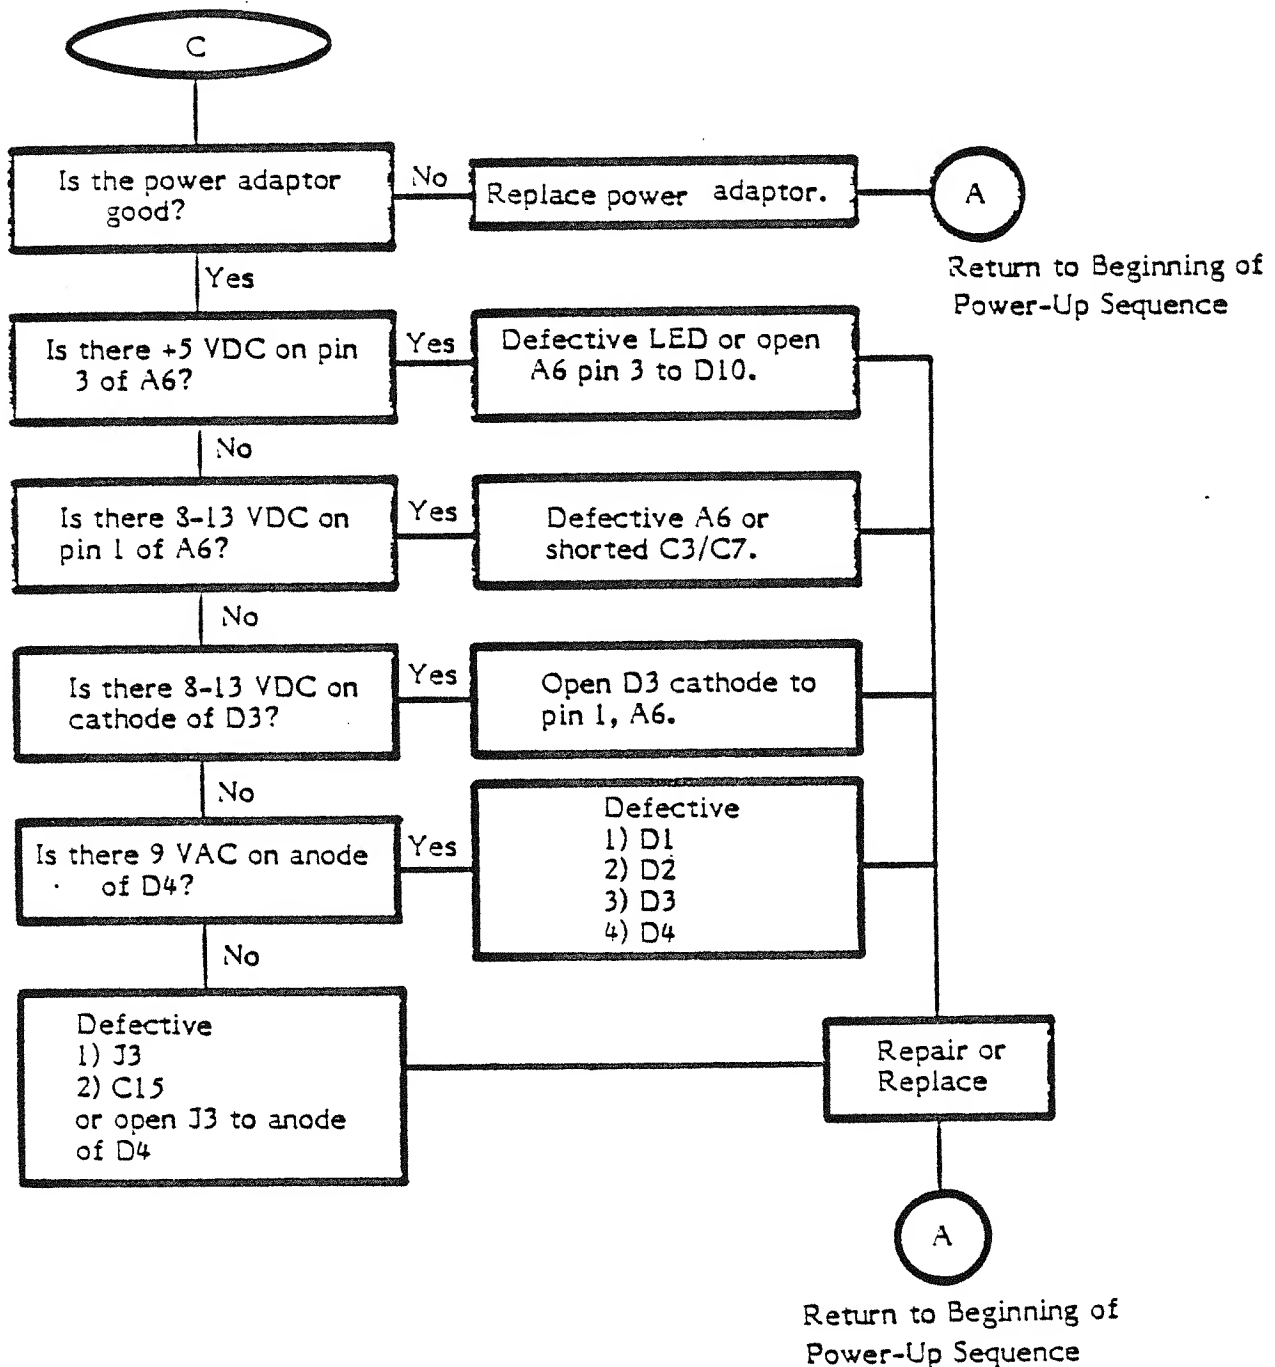 C
Is the power adaptor
good?
No
Replace power adaptor.
A
Return to Beginning of
Power-Up Sequence
Yes
Is there +5 VDC on pin
3 of A6?
Yes
Defective LED or open
A6 pin 3 to D10.
No
Is there 8-13 VDC on
pin 1 of A6?
Yes
Defective A6 or
shorted C3/C7.
No
Is there 8-13 VDC on
cathode of D3?
Yes
Open D3 cathode to
pin 1, A6.
No
Is there 9 VAC on anode
of D4?
Yes
Defective
1) D1
2) D2
3) D3
4) D4
No
Defective
1) J3
2) C15
or open J3 to anode
of D4
Repair or
Replace
A
Return to Beginning of
Power-Up Sequence